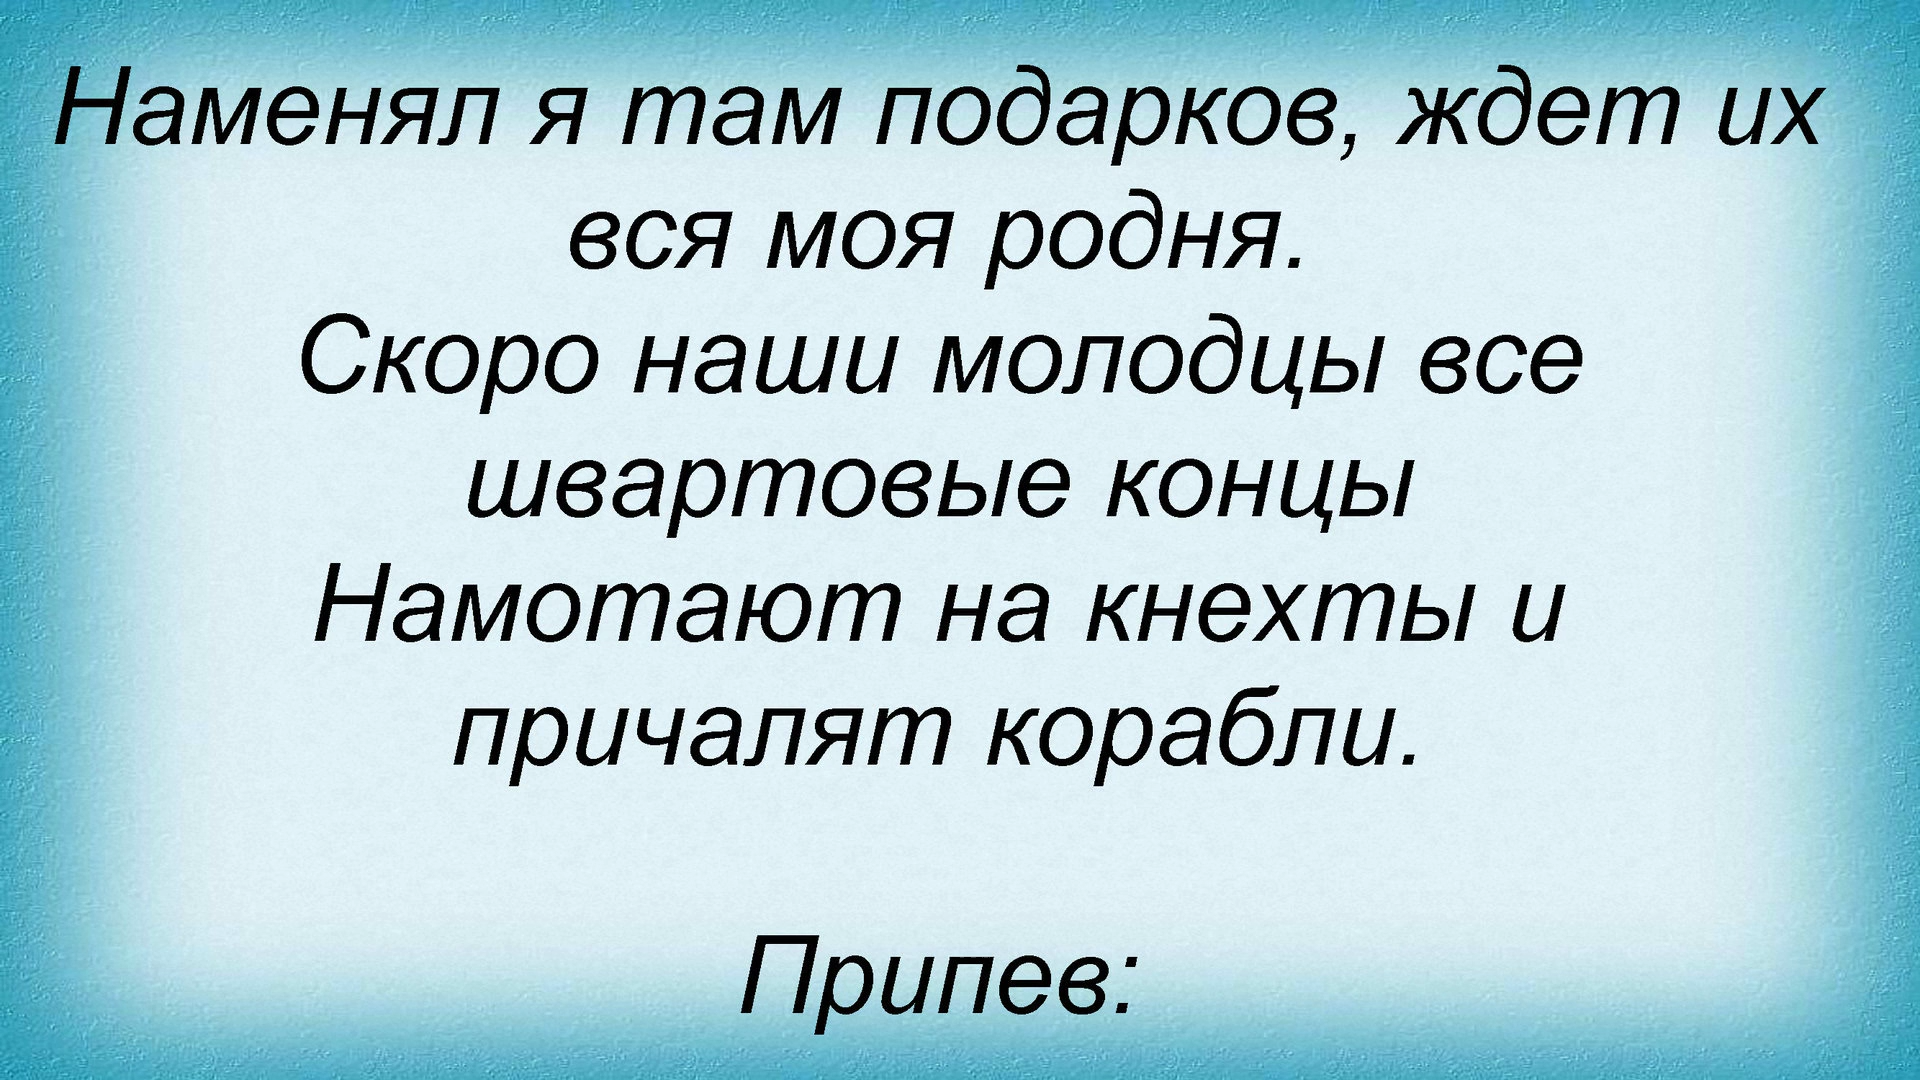 Наменял я там подарков, ждет их
вся моя родня.
Скоро наши молодцы все
швартовые концы
Намотают на кнехты и
причалят корабли.
Припев: